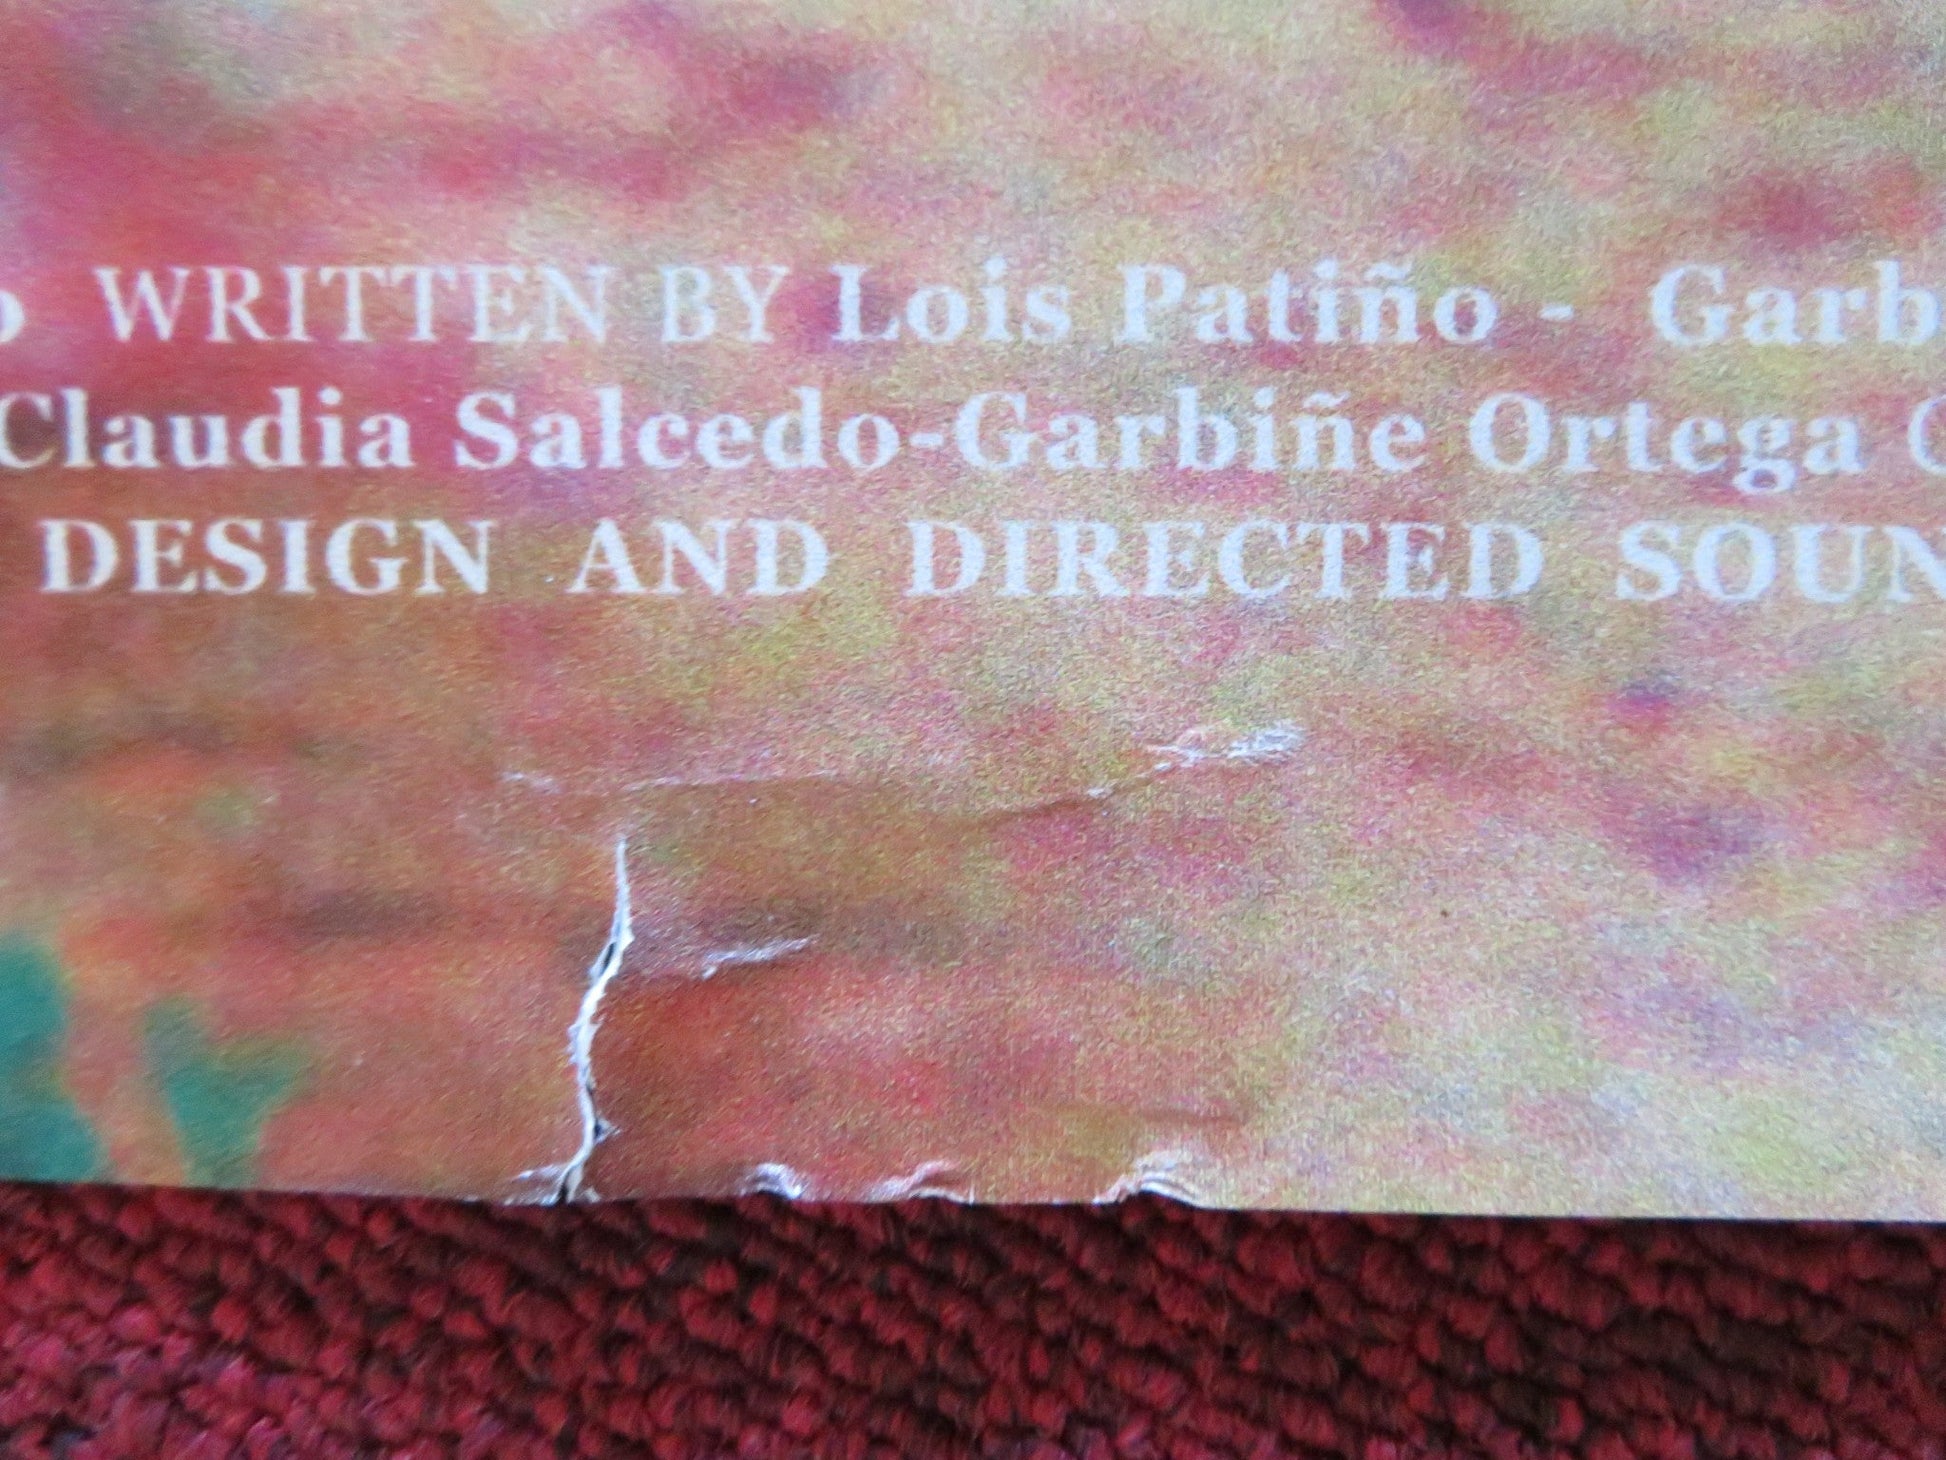 WRITTEN BY Lois Patiño - Garb
Claudia Salcedo-Garbiñe Ortega
DESIGN AND DIRECTED SOUN